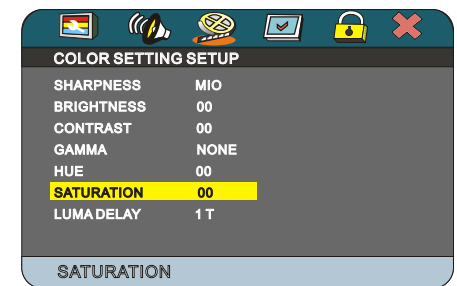 COLOR SETTING SETUP
SHARPNESS MIO
BRIGHTNESS 00
CONTRAST 00
GAMMA NONE
HUE 00
SATURATION 00
LUMA DELAY 1 T
SATURATION